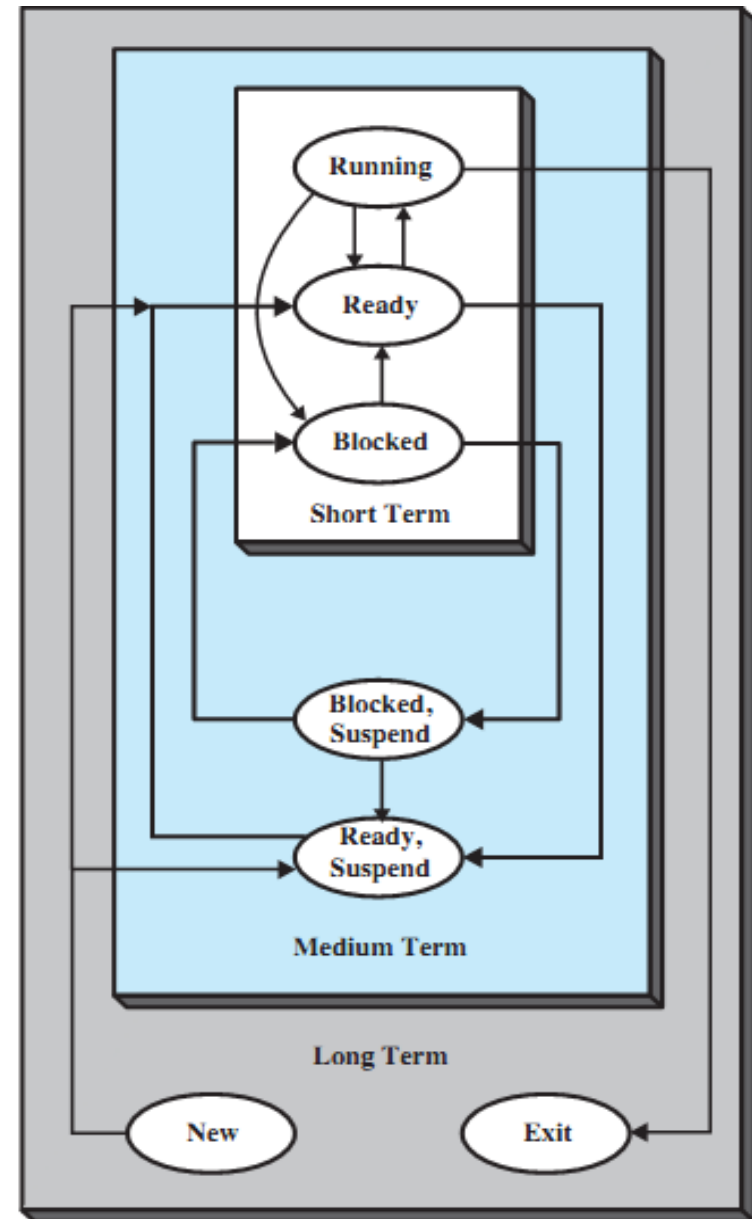 Running
Ready
Blocked
Short Term
Blocked,
Suspend
Ready,
Suspend
Medium Term
Long Term
New
Exit